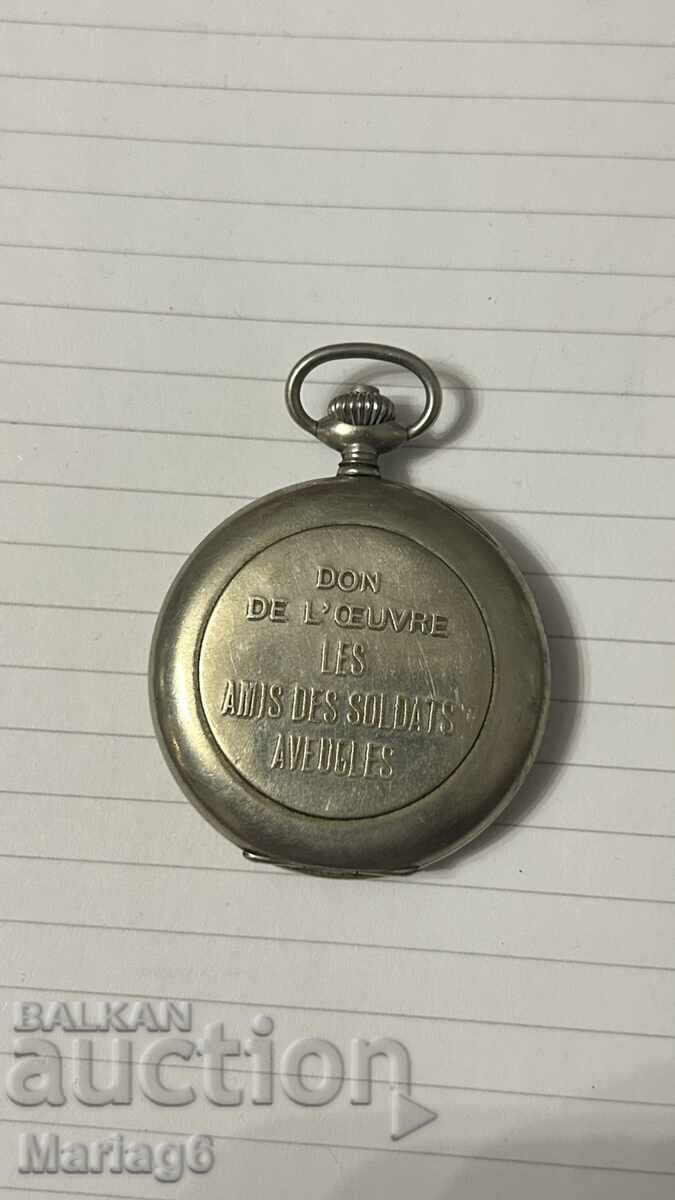 DON
DE L'ŒUVRE
LES
AMIS DES SOLDATS
AVEUGLES
BALKAN
auction
Mariag6